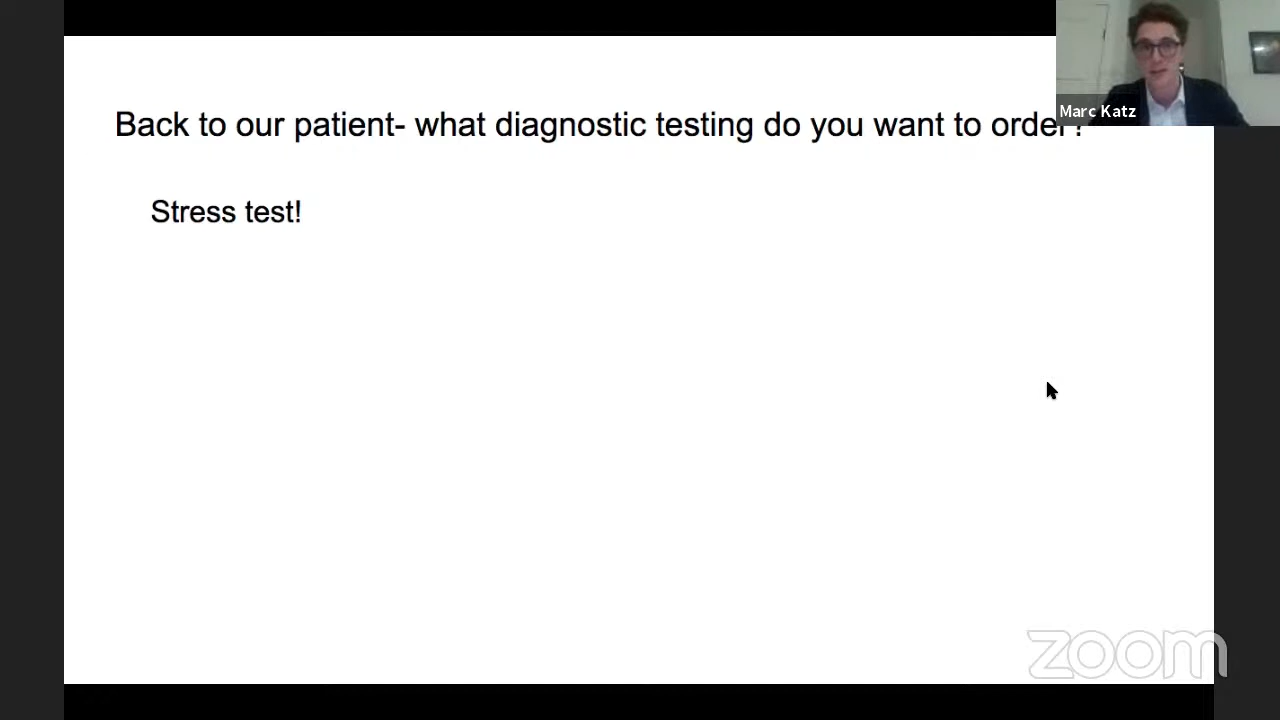 Marc Katz
Back to our patient- what diagnostic testing do you want to order?
Stress test!
zoom